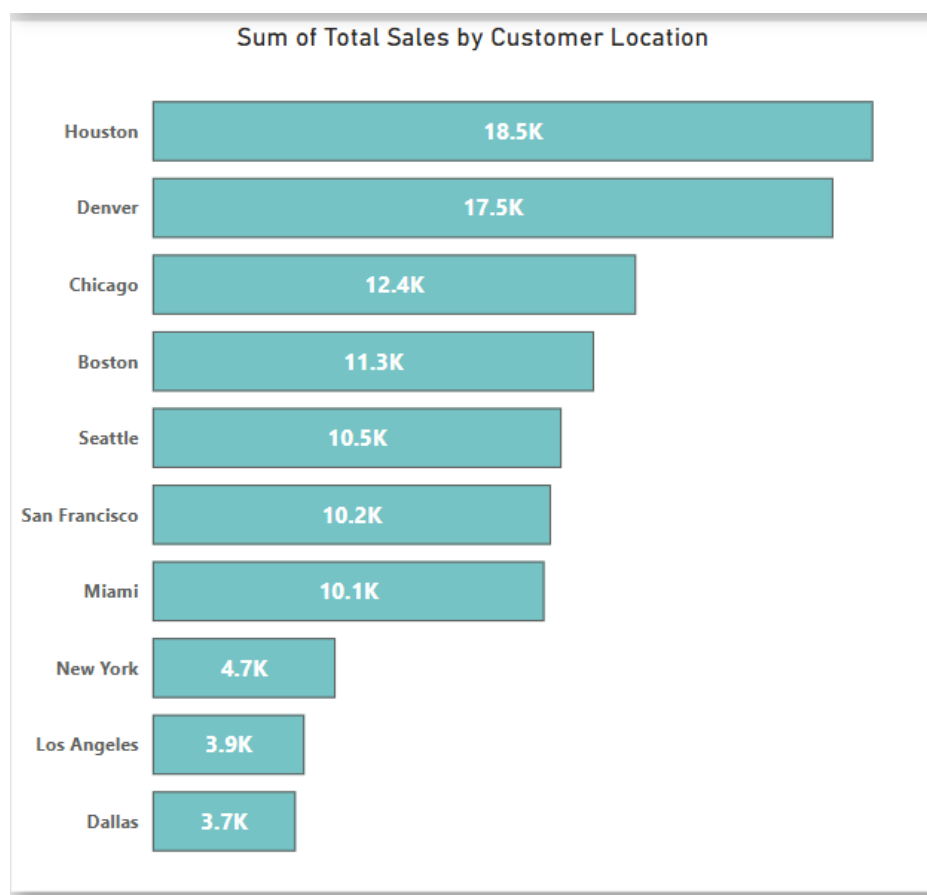 Sum of Total Sales by Customer Location
Houston 18.5K
Denver 17.5K
Chicago 12.4K
Boston 11.3K
Seattle 10.5K
San Francisco 10.2K
Miami 10.1K
New York 4.7K
Los Angeles 3.9K
Dallas 3.7K